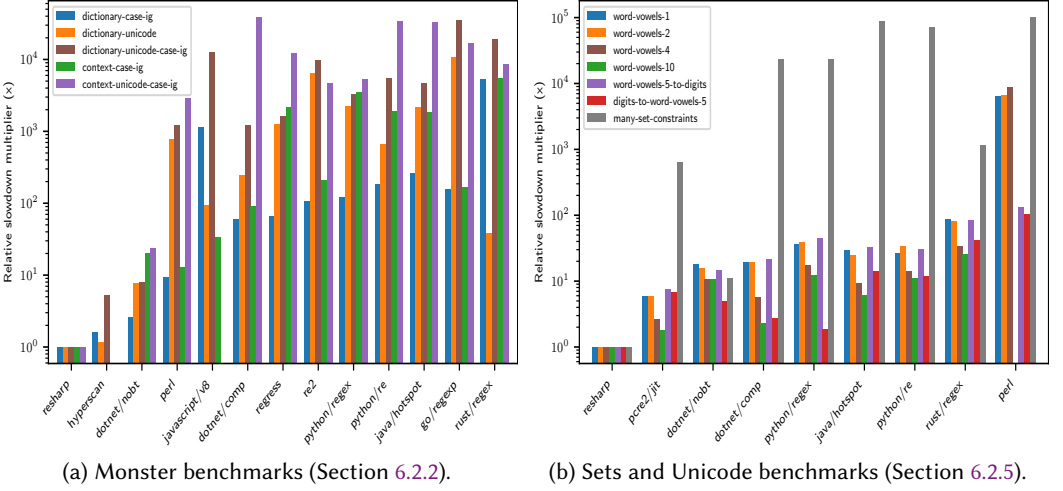 dictionary-case-ig
dictionary-unicode
dictionary-unicode-case-ig
context-case-ig
context-unicode-case-ig
Relative slowdown multiplier (×)
10^4
10^3
10^2
10^1
10^0
resharp
hyperscan
dotnet/nobt
perl
javascript/v8
dotnet/comp
regress
re2
python/regex
python/re
java/hotspot
go/regexp
rust/regex
(a) Monster benchmarks (Section 6.2.2).
word-vowels-1
word-vowels-2
word-vowels-4
word-vowels-10
word-vowels-5-to-digits
digits-to-word-vowels-5
many-set-constraints
Relative slowdown multiplier (×)
10^5
10^4
10^3
10^2
10^1
10^0
resharp
pcre2/jit
dotnet/nobt
dotnet/comp
python/regex
java/hotspot
python/re
rust/regex
perl
(b) Sets and Unicode benchmarks (Section 6.2.5).